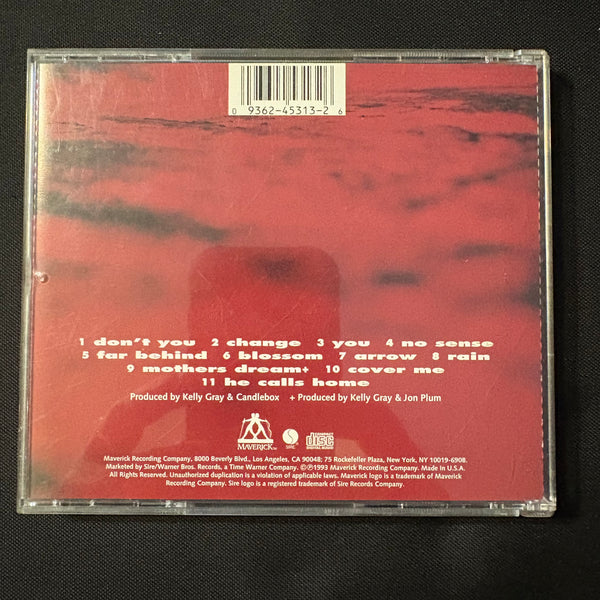 0 9362-45313-2 6
1 don't you 2 change 3 you 4 no sense
5 far behind 6 blossom 7 arrow 8 rain
9 mothers dream+ 10 cover me
11 he calls home
Produced by Kelly Gray & Candlebox + Produced by Kelly Gray & Jon Plum
MAVERICK SIRE COMPACT disc DIGITAL AUDIO
Maverick Recording Company, 8000 Beverly Blvd., Los Angeles, CA 90048; 75 Rockefeller Plaza, New York, NY 10019-6908.
Marketed by Sire/Warner Bros. Records, a Time Warner Company. ©℗1993 Maverick Recording Company. Made in U.S.A.
All Rights Reserved. Unauthorized duplication is a violation of applicable laws. Maverick logo is a trademark of Maverick
Recording Company. Sire logo is a registered trademark of Sire Records Company.